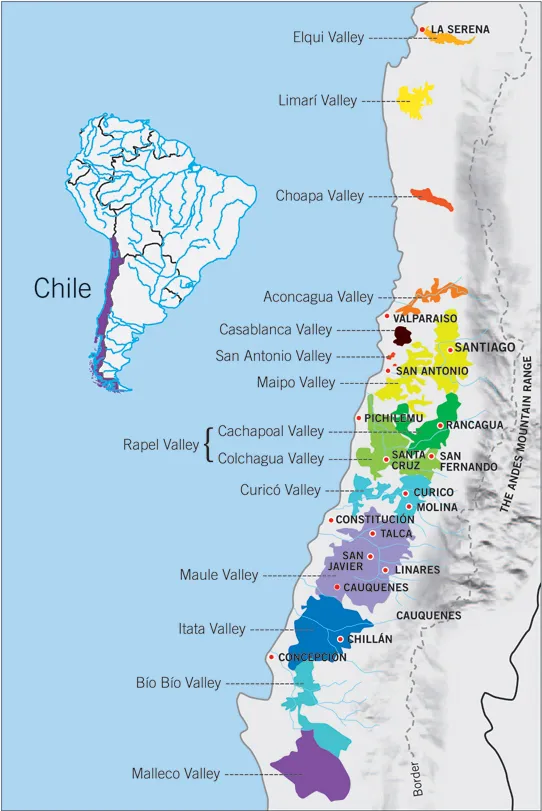 LA SERENA
Elqui Valley
Limarí Valley
Choapa Valley
Chile
Aconcagua Valley
VALPARAISO
Casablanca Valley
SANTIAGO
San Antonio Valley
SAN ANTONIO
Maipo Valley
THE ANDES MOUNTAIN RANGE
PICHILEMU
RANCAGUA
Cachapoal Valley
Rapel Valley
Colchagua Valley
SANTA
CRUZ
SAN
FERNANDO
Curicó Valley
CURICO
MOLINA
CONSTITUCIÓN
TALCA
SAN
JAVIER
LINARES
Maule Valley
CAUQUENES
CAUQUENES
Itata Valley
CHILLÁN
CONCEPCIÓN
Bío Bío Valley
Malleco Valley
Border